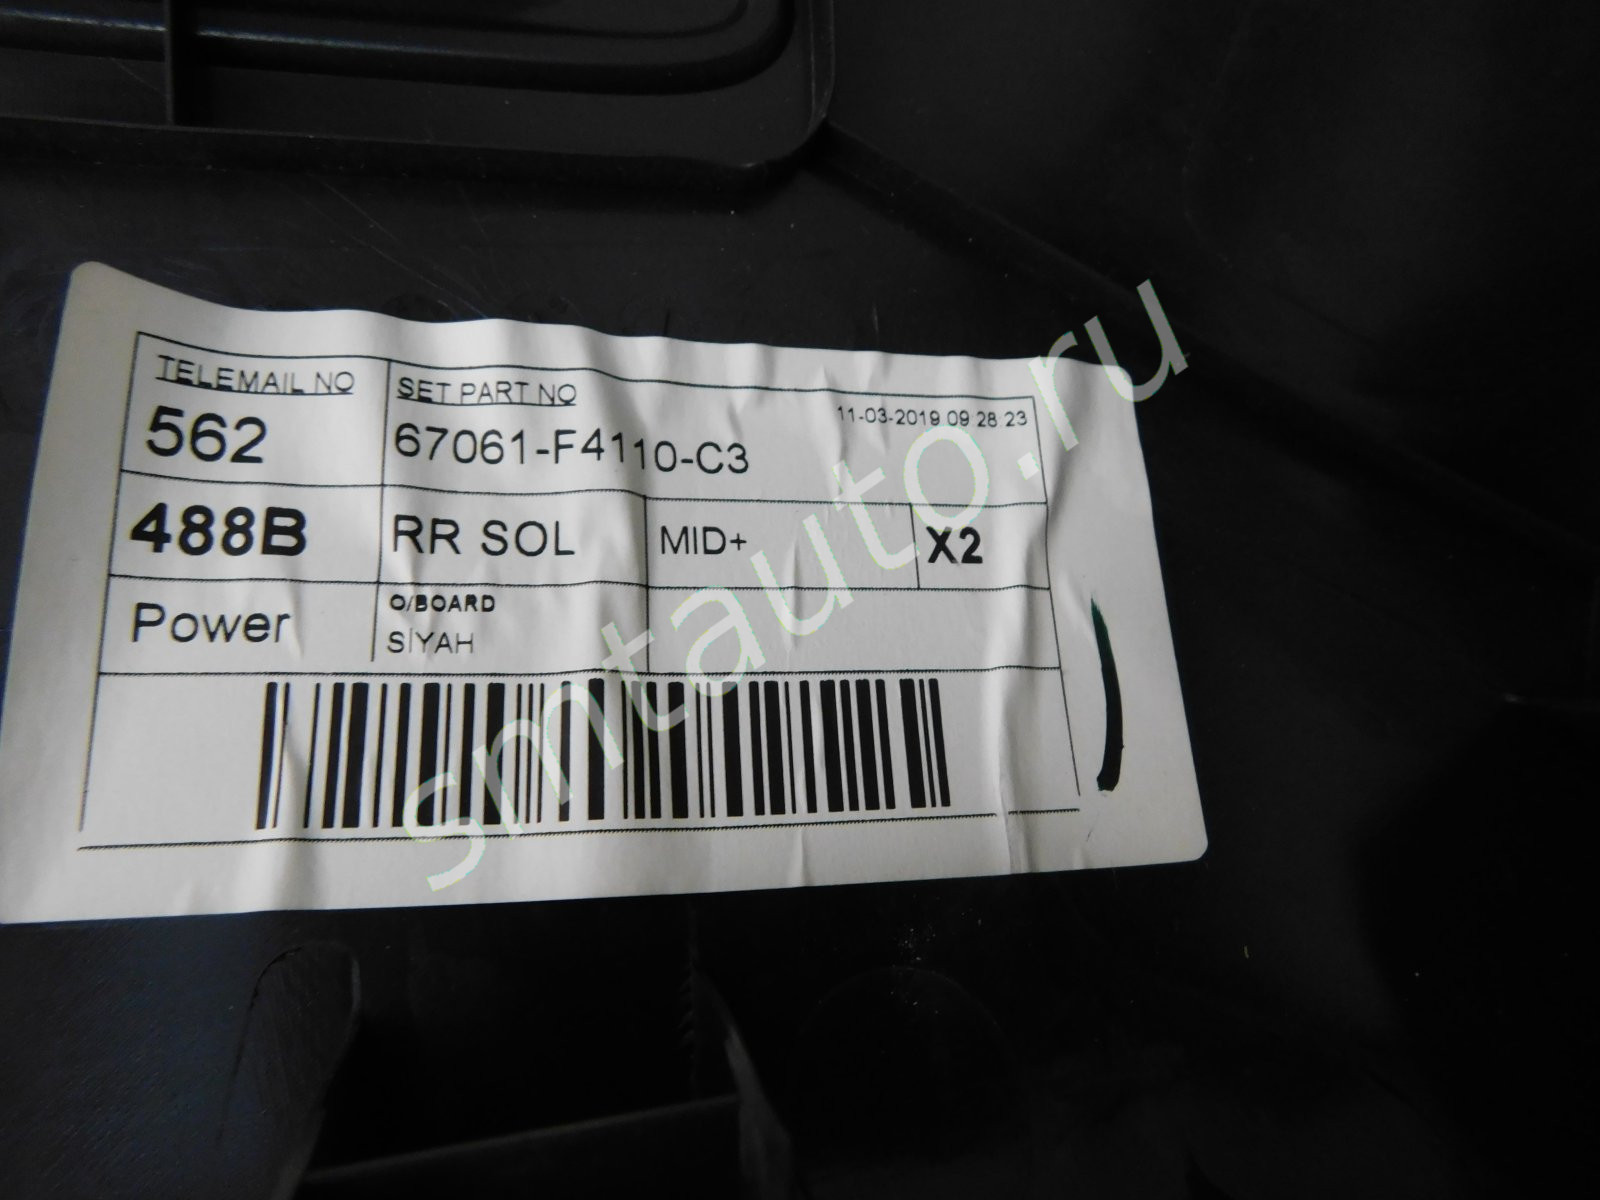 TELEMAIL NO
562
SET PART NO
67061-F4110-C3
11-03-2019 09:28:23
488B
RR SOL
MID+
X2
Power
O/BOARD
SIYAH
smtauto.ru